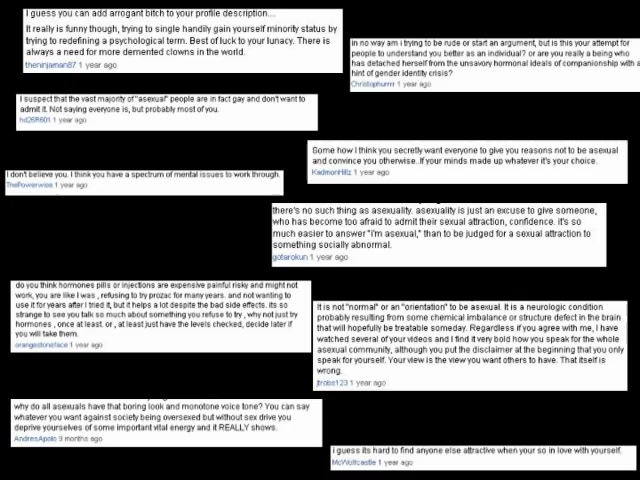 I guess you can add arrogant bitch to your profile description...
It really is funny though, trying to single handily gain yourself minority status by
trying to redefining a psychological term. Best of luck to your lunacy. There is
always a need for more demented clowns in the world.
theninjaman87 1 year ago
in no way am i trying to be rude or start an argument, but is this your attempt for
people to understand you better as an individual? or are you really a being who
has detached herself from the unsavory hormonal ideals of companionship with a
hint of gender identity crisis?
Christophurrrr 1 year ago
I suspect that the vast majority of "asexual" people are in fact gay and don't want to
admit it. Not saying everyone is, but probably most of you.
hd26R601 1 year ago
Some how I think you secretly want everyone to give you reasons not to be asexual
and convince you otherwise. If your minds made up whatever it's your choice.
KadmonHillz 1 year ago
I don't believe you. I think you have a spectrum of mental issues to work through.
ThePowerwise 1 year ago
there's no such thing as asexuality. asexuality is just an excuse to give someone,
who has become too afraid to admit their sexual attraction, confidence. it's so
much easier to answer "i'm asexual," than to be judged for a sexual attraction to
something socially abnormal.
gotarokun 1 year ago
do you think hormones pills or injections are expensive painful risky and might not
work, you are like I was , refusing to try prozac for many years. and not wanting to
use it for years after I tried it, but it helps a lot despite the bad side effects. its so
strange to see you talk so much about something you refuse to try , why not just try
hormones , once at least. or , at least just have the levels checked, decide later if
you will take them.
orangestoneface 1 year ago
It is not "normal" or an "orientation" to be asexual. It is a neurologic condition
probably resulting from some chemical imbalance or structure defect in the brain
that will hopefully be treatable someday. Regardless if you agree with me, I have
watched several of your videos and I find it very bold how you speak for the whole
asexual community, although you put the disclaimer at the beginning that you only
speak for yourself. Your view is the view you want others to have. That itself is
wrong.
jtrobs123 1 year ago
why do all asexuals have that boring look and monotone voice tone? You can say
whatever you want against society being oversexed but without sex drive you
deprive yourselves of some important vital energy and it REALLY shows.
AndresApolo 9 months ago
i guess its hard to find anyone else attractive when your so in love with yourself.
McWolfcastle 1 year ago